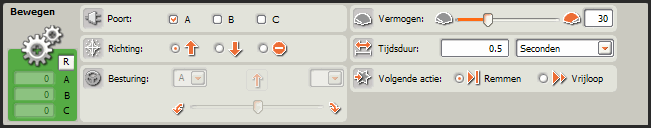 Bewegen
R
0 A
0 B
0 C
Poort: A B C
Richting:
Besturing: A
Vermogen: 30
Tijdsduur: 0.5 Seconden
Volgende actie: Remmen Vrijloop